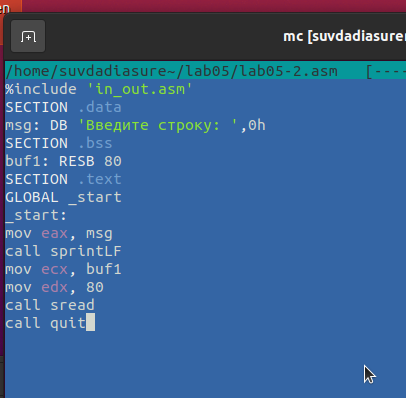 en
mc [suvdadiasure
/home/suvdadiasure~/lab05/lab05-2.asm [----
%include 'in_out.asm'
SECTION .data
msg: DB 'Введите строку: ',0h
SECTION .bss
buf1: RESB 80
SECTION .text
GLOBAL _start
_start:
mov eax, msg
call sprintLF
mov ecx, buf1
mov edx, 80
call sread
call quit